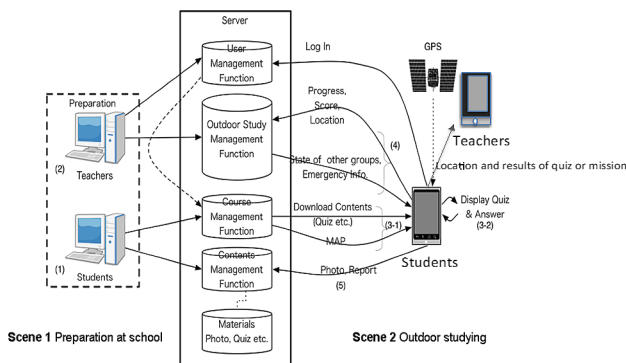 Server
User
Management
Function
Log In
GPS
Preparation
(2)
Teachers
Outdoor Study
Management
Function
Progress,
Score,
Location
(4)
State of other groups,
Emergency Info.
Teachers
Location and results of quiz or mission
Course
Management
Function
Download Contents
(Quiz etc.)
(3-1)
MAP
Display Quiz
& Answer
(3-2)
(1)
Students
Contents
Management
Function
Photo, Report
(5)
Students
Materials
Photo, Quiz etc.
Scene 1 Preparation at school
Scene 2 Outdoor studying